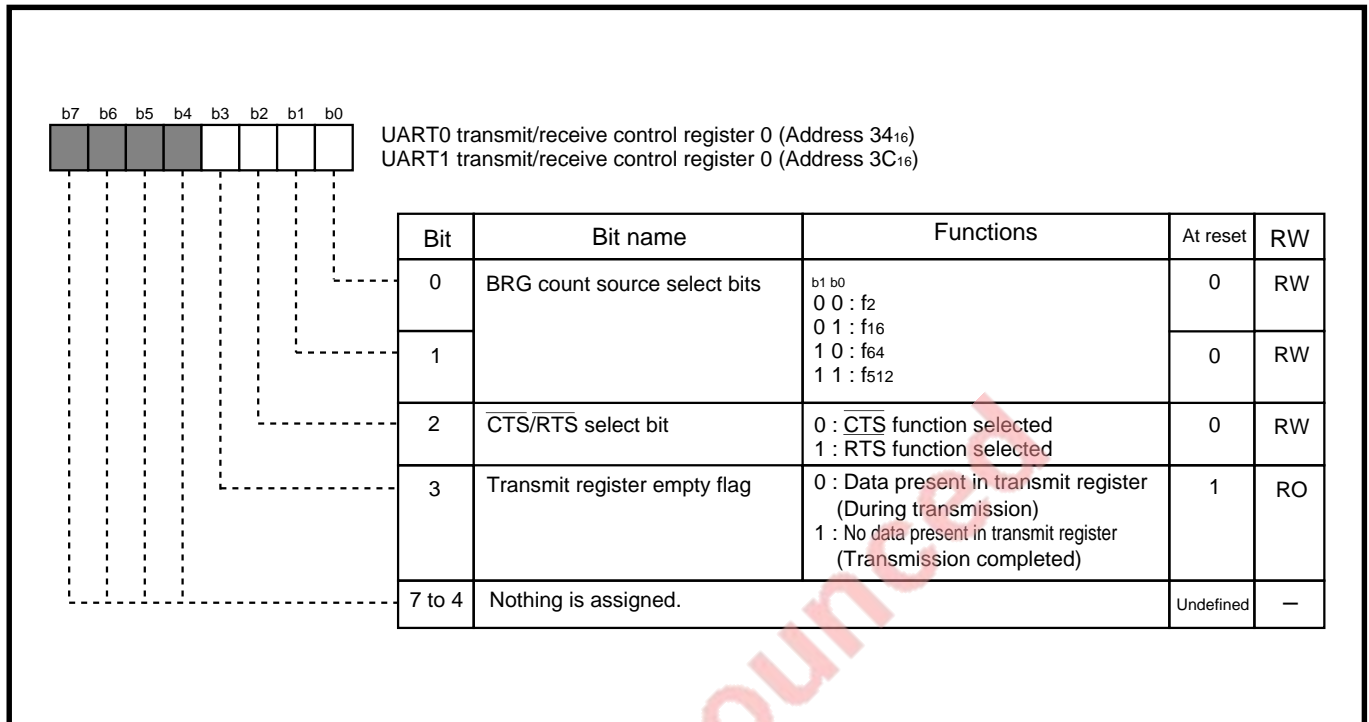 b7 b6 b5 b4 b3 b2 b1 b0
UART0 transmit/receive control register 0 (Address 34₁₆)
UART1 transmit/receive control register 0 (Address 3C₁₆)
Bit Bit name Functions At reset RW
0 BRG count source select bits b1 b0 0 RW
0 0 : f₂
0 1 : f₁₆
1 1 0 : f₆₄ 0 RW
1 1 : f₅₁₂
2 C̅T̅S̅/R̅T̅S̅ select bit 0 : C̅T̅S̅ function selected 0 RW
1 : R̅T̅S̅ function selected
3 Transmit register empty flag 0 : Data present in transmit register 1 RO
(During transmission)
1 : No data present in transmit register
(Transmission completed)
7 to 4 Nothing is assigned. Undefined –
ounced